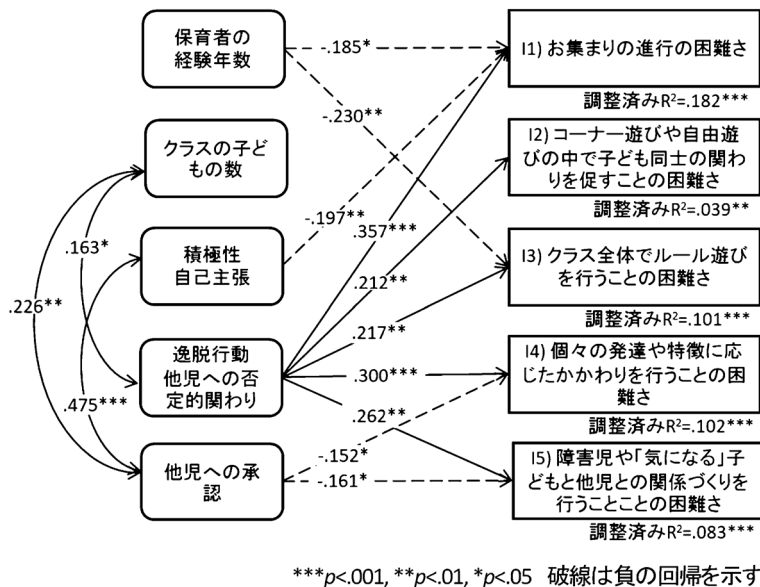 保育者の
経験年数
クラスの子ど
もの数
積極性
自己主張
逸脱行動
他児への否
定的関わり
他児への承
認
-.185*
-.230**
-.197**
.357***
.212**
.217**
.300***
.262**
-.152*
-.161*
.163*
.226**
.475***
I1) お集まりの進行の困難さ
調整済みR²=.182***
I2) コーナー遊びや自由遊
びの中で子ども同士の関わ
りを促すことの困難さ
調整済みR²=.039**
I3) クラス全体でルール遊び
を行うことの困難さ
調整済みR²=.101***
I4) 個々の発達や特徴に応
じたかかわりを行うことの困
難さ
調整済みR²=.102***
I5) 障害児や「気になる」子
どもと他児との関係づくりを
行うことことの困難さ
調整済みR²=.083***
***p<.001, **p<.01, *p<.05 破線は負の回帰を示す